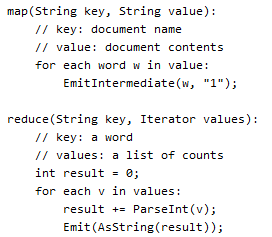 map(String key, String value):
    // key: document name
    // value: document contents
    for each word w in value:
        EmitIntermediate(w, "1");

reduce(String key, Iterator values):
    // key: a word
    // values: a list of counts
    int result = 0;
    for each v in values:
        result += ParseInt(v);
        Emit(AsString(result));